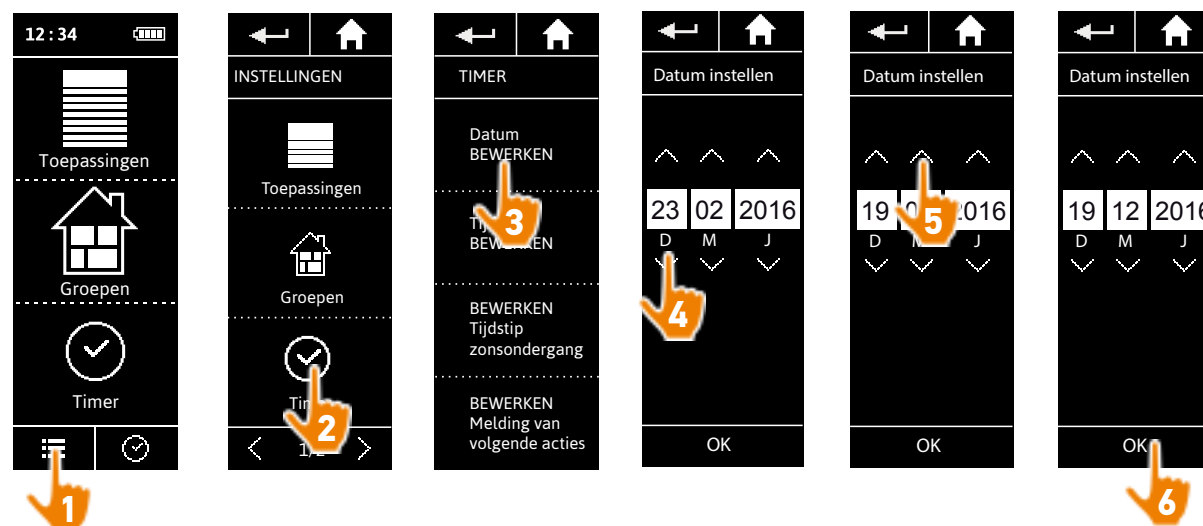 12:34
Toepassingen
Groepen
Timer
1
INSTELLINGEN
Toepassingen
Groepen
2
TIMER
Datum
BEWERKEN
3
BEWERKEN
BEWERKEN
Tijdstip
zonsondergang
BEWERKEN
Melding van
volgende acties
Datum instellen
23 02 2016
D M J
4
OK
Datum instellen
19
5
D J
OK
Datum instellen
19 12
D M J
OK
6